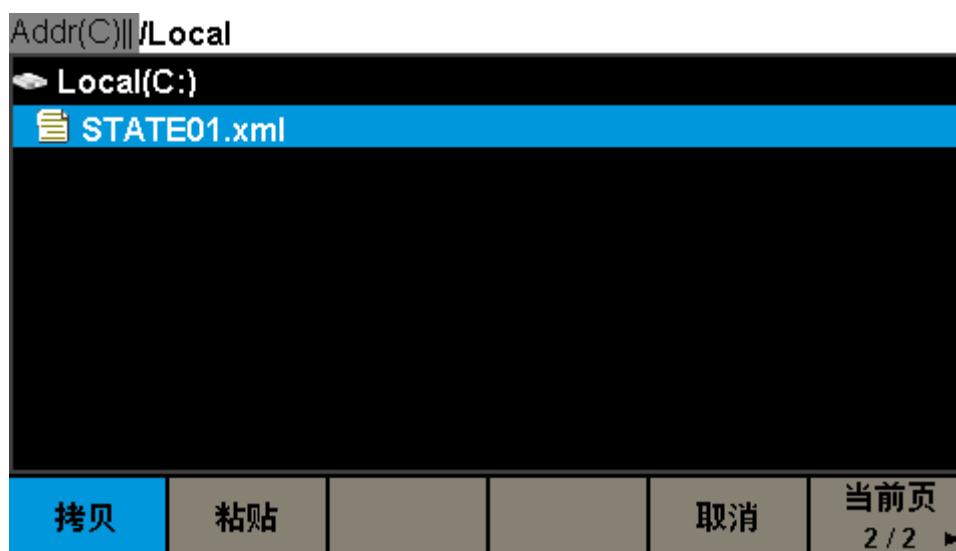 Addr(C)|| /Local
Local(C:)
STATE01.xml
拷贝 粘贴 取消 当前页
2/2